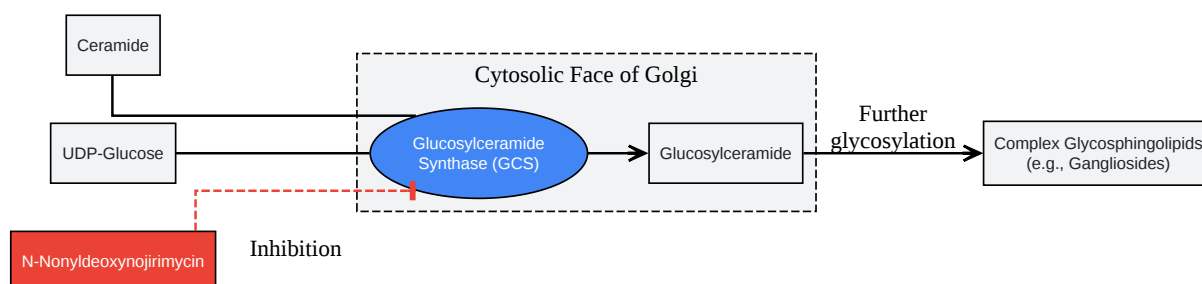 Ceramide
Cytosolic Face of Golgi
UDP-Glucose
Glucosylceramide
Synthase (GCS)
Glucosylceramide
Further
glycosylation
Complex Glycosphingolipids
(e.g., Gangliosides)
N-Nonyldeoxynojirimycin
Inhibition